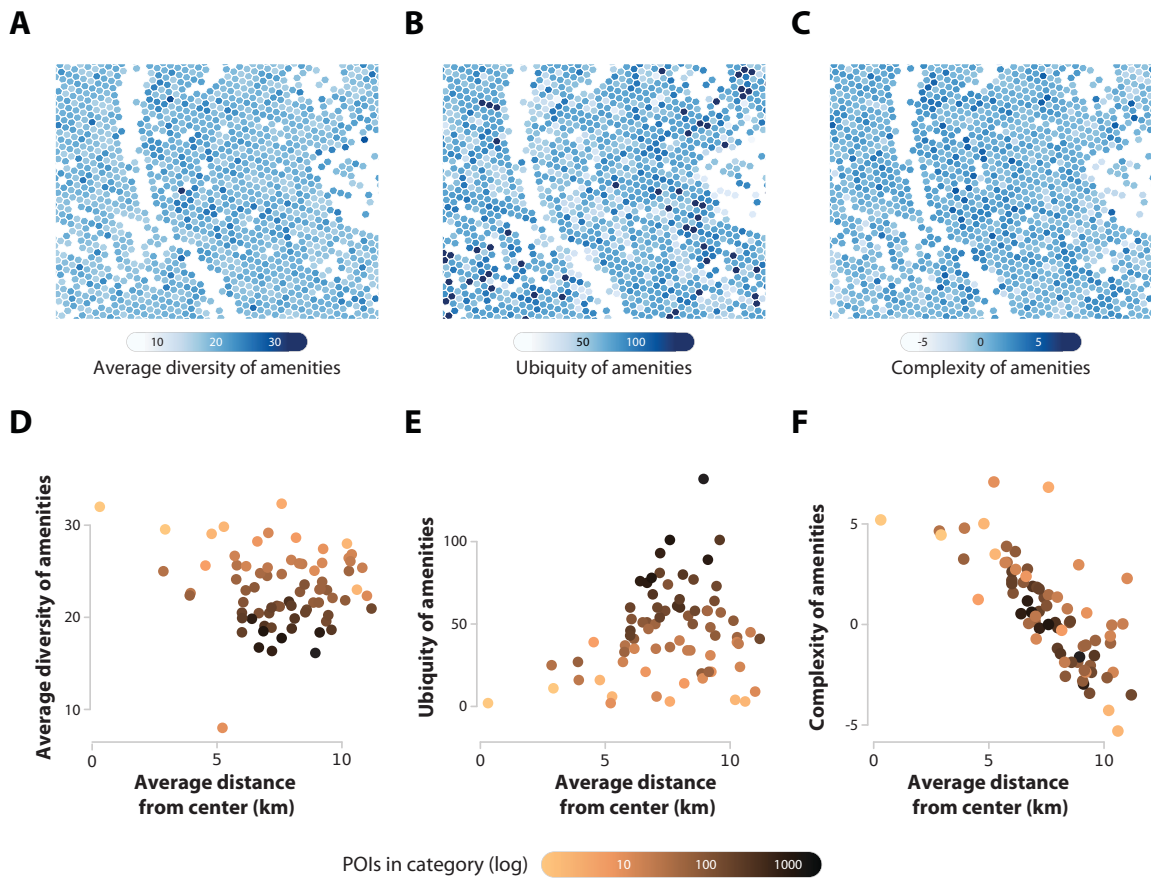 A
B
C
10 20 30
Average diversity of amenities
50 100
Ubiquity of amenities
-5 0 5
Complexity of amenities
D
Average diversity of amenities
30
20
10
0 5 10
Average distance
from center (km)
E
Ubiquity of amenities
100
50
0
0 5 10
Average distance
from center (km)
F
Complexity of amenities
5
0
-5
0 5 10
Average distance
from center (km)
POIs in category (log)
10 100 1000